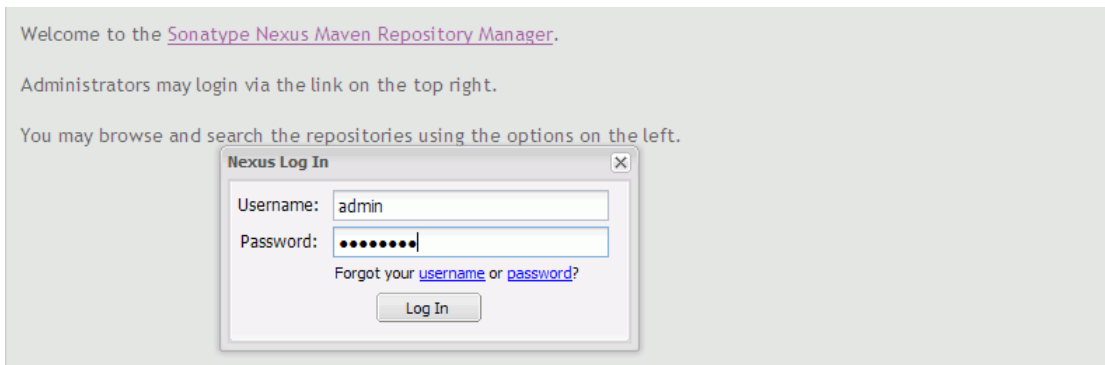 Welcome to the Sonatype Nexus Maven Repository Manager.
Administrators may login via the link on the top right.
You may browse and search the repositories using the options on the left.
Nexus Log In
Username: admin
Password: ••••••••
Forgot your username or password?
Log In